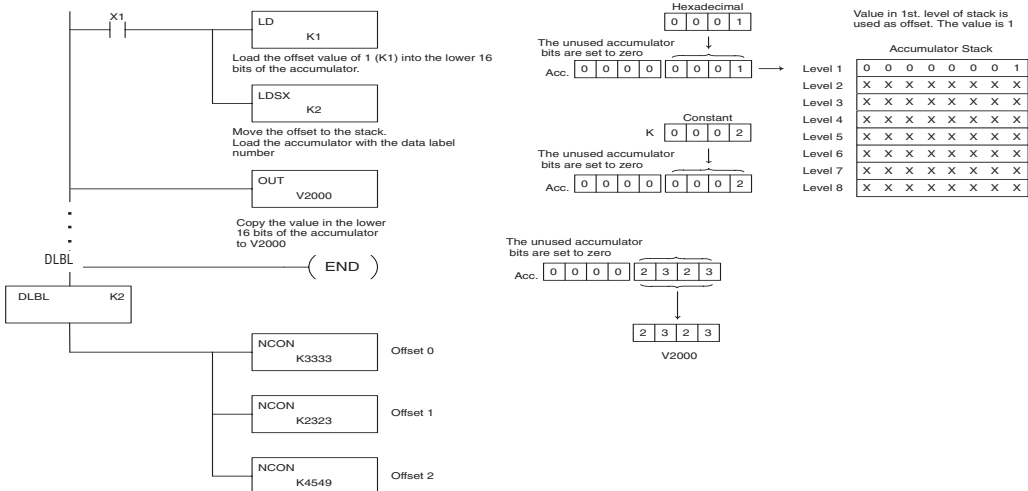 X1
LD
K1
Load the offset value of 1 (K1) into the lower 16
bits of the accumulator.
LDSX
K2
Move the offset to the stack.
Load the accumulator with the data label
number
OUT
V2000
Copy the value in the lower
16 bits of the accumulator
to V2000
DLBL
END
DLBL K2
NCON
K3333
Offset 0
NCON
K2323
Offset 1
NCON
K4549
Offset 2
Hexadecimal
0 0 0 1
The unused accumulator
bits are set to zero
Acc. 0 0 0 0 0 0 0 1
Constant
K 0 0 0 2
The unused accumulator
bits are set to zero
Acc. 0 0 0 0 0 0 0 2
The unused accumulator
bits are set to zero
Acc. 0 0 0 0 2 3 2 3
2 3 2 3
V2000
Value in 1st. level of stack is
used as offset. The value is 1
Accumulator Stack
Level 1 0 0 0 0 0 0 0 1
Level 2 X X X X X X X X
Level 3 X X X X X X X X
Level 4 X X X X X X X X
Level 5 X X X X X X X X
Level 6 X X X X X X X X
Level 7 X X X X X X X X
Level 8 X X X X X X X X